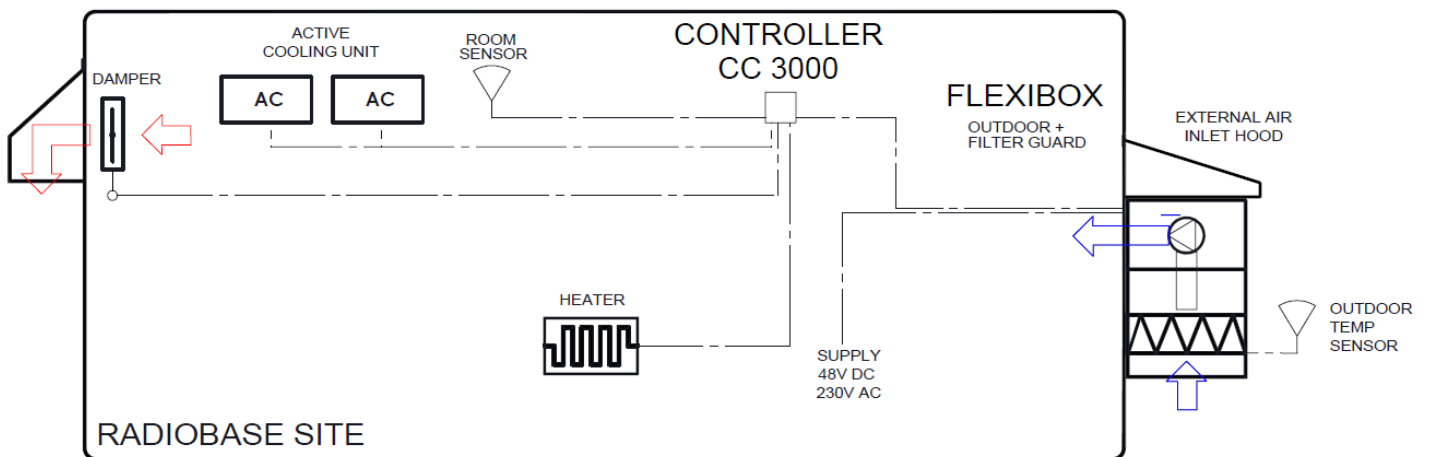 ACTIVE
COOLING UNIT
ROOM
SENSOR
CONTROLLER
CC 3000
DAMPER
AC
AC
FLEXIBOX
OUTDOOR +
FILTER GUARD
EXTERNAL AIR
INLET HOOD
HEATER
SUPPLY
48V DC
230V AC
OUTDOOR
TEMP
SENSOR
RADIOBASE SITE